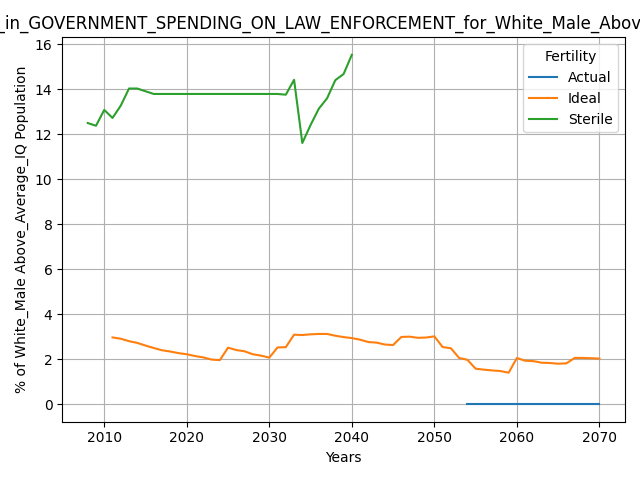 _in_GOVERNMENT_SPENDING_ON_LAW_ENFORCEMENT_for_White_Male_Abov
% of White_Male Above_Average_IQ Population
16
14
12
10
8
6
4
2
0
Fertility
Actual
Ideal
Sterile
2010 2020 2030 2040 2050 2060 2070
Years